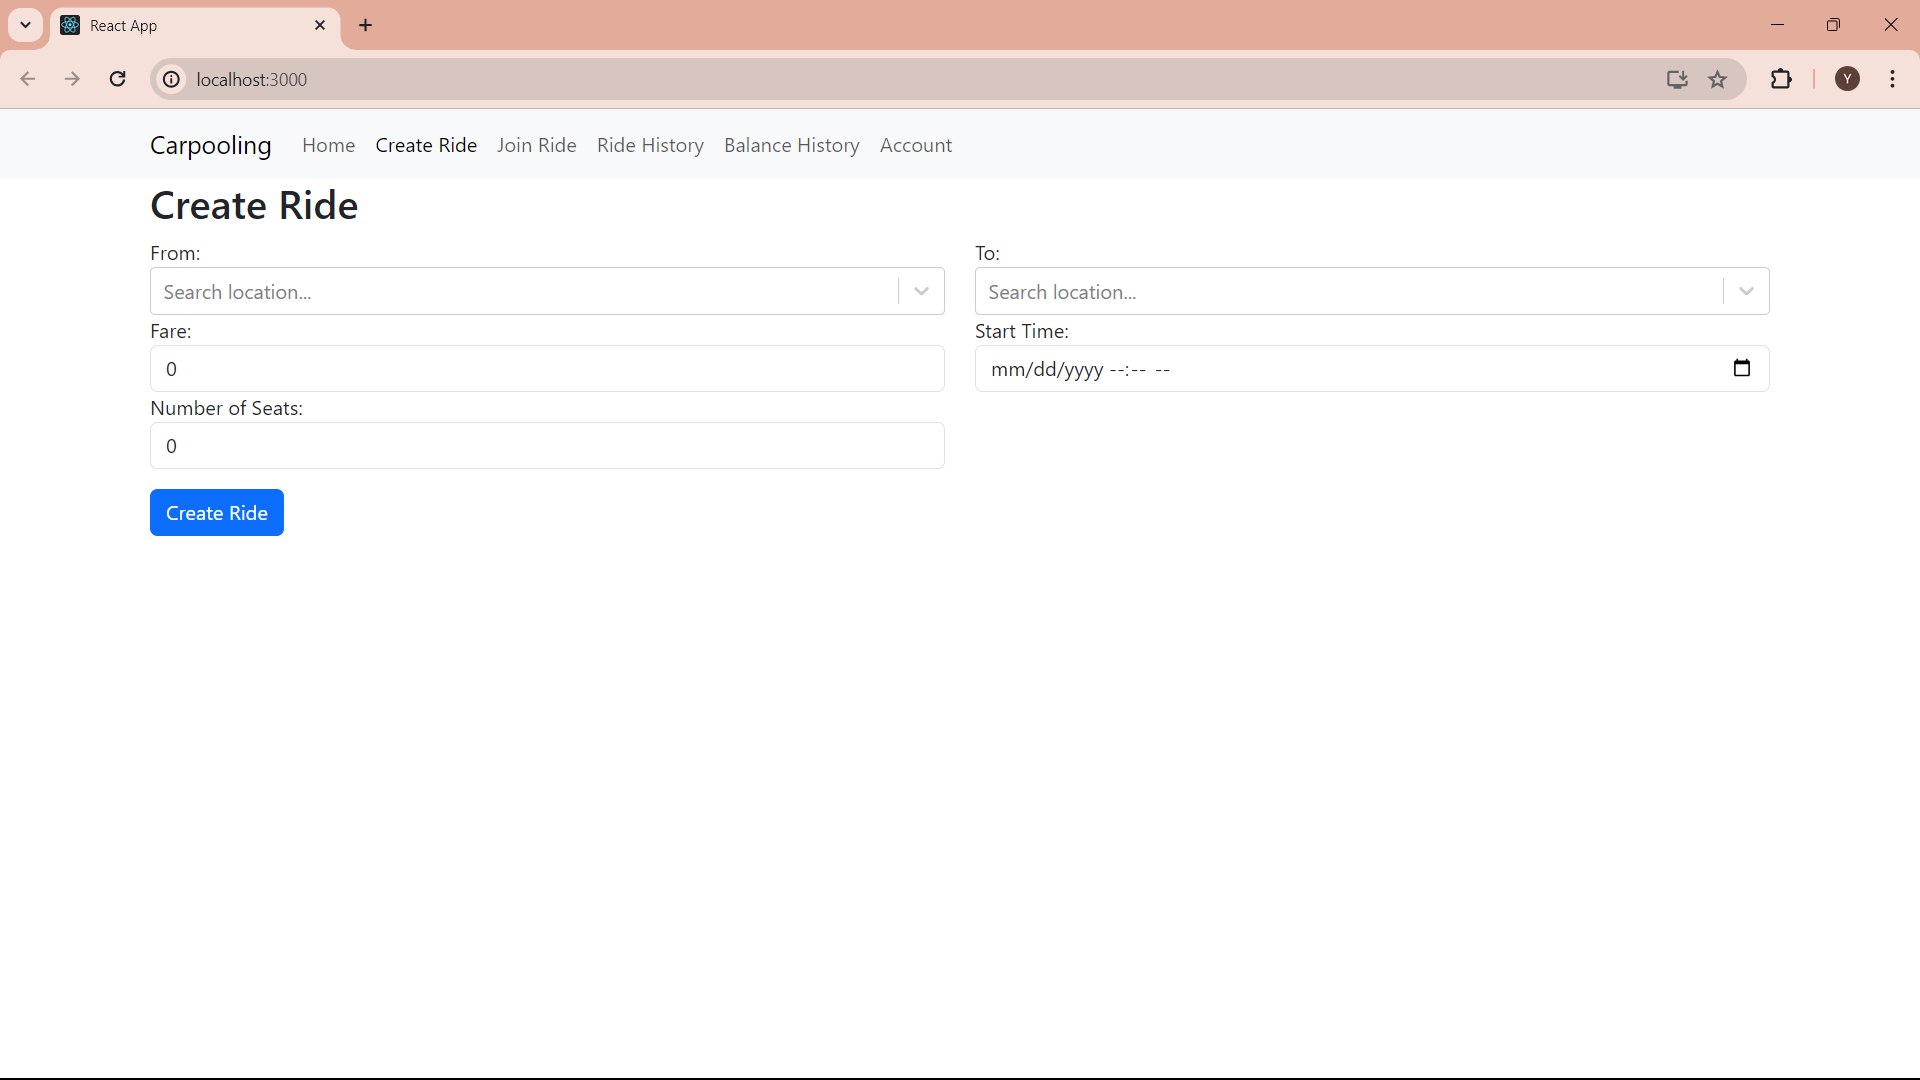 React App
localhost:3000
Y
Carpooling Home Create Ride Join Ride Ride History Balance History Account
Create Ride
From: To:
Search location... Search location...
Fare: Start Time:
0 mm/dd/yyyy --:-- --
Number of Seats:
0
Create Ride